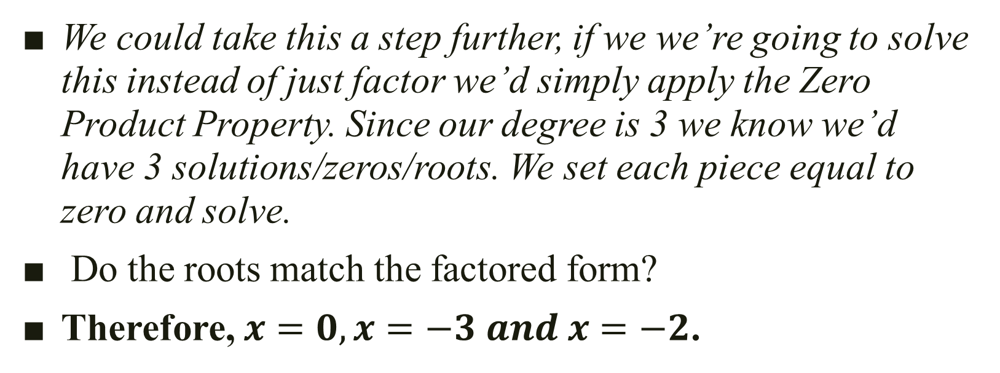 ■ We could take this a step further, if we we’re going to solve
this instead of just factor we’d simply apply the Zero
Product Property. Since our degree is 3 we know we’d
have 3 solutions/zeros/roots. We set each piece equal to
zero and solve.
■ Do the roots match the factored form?
■ Therefore, x = 0, x = −3 and x = −2.